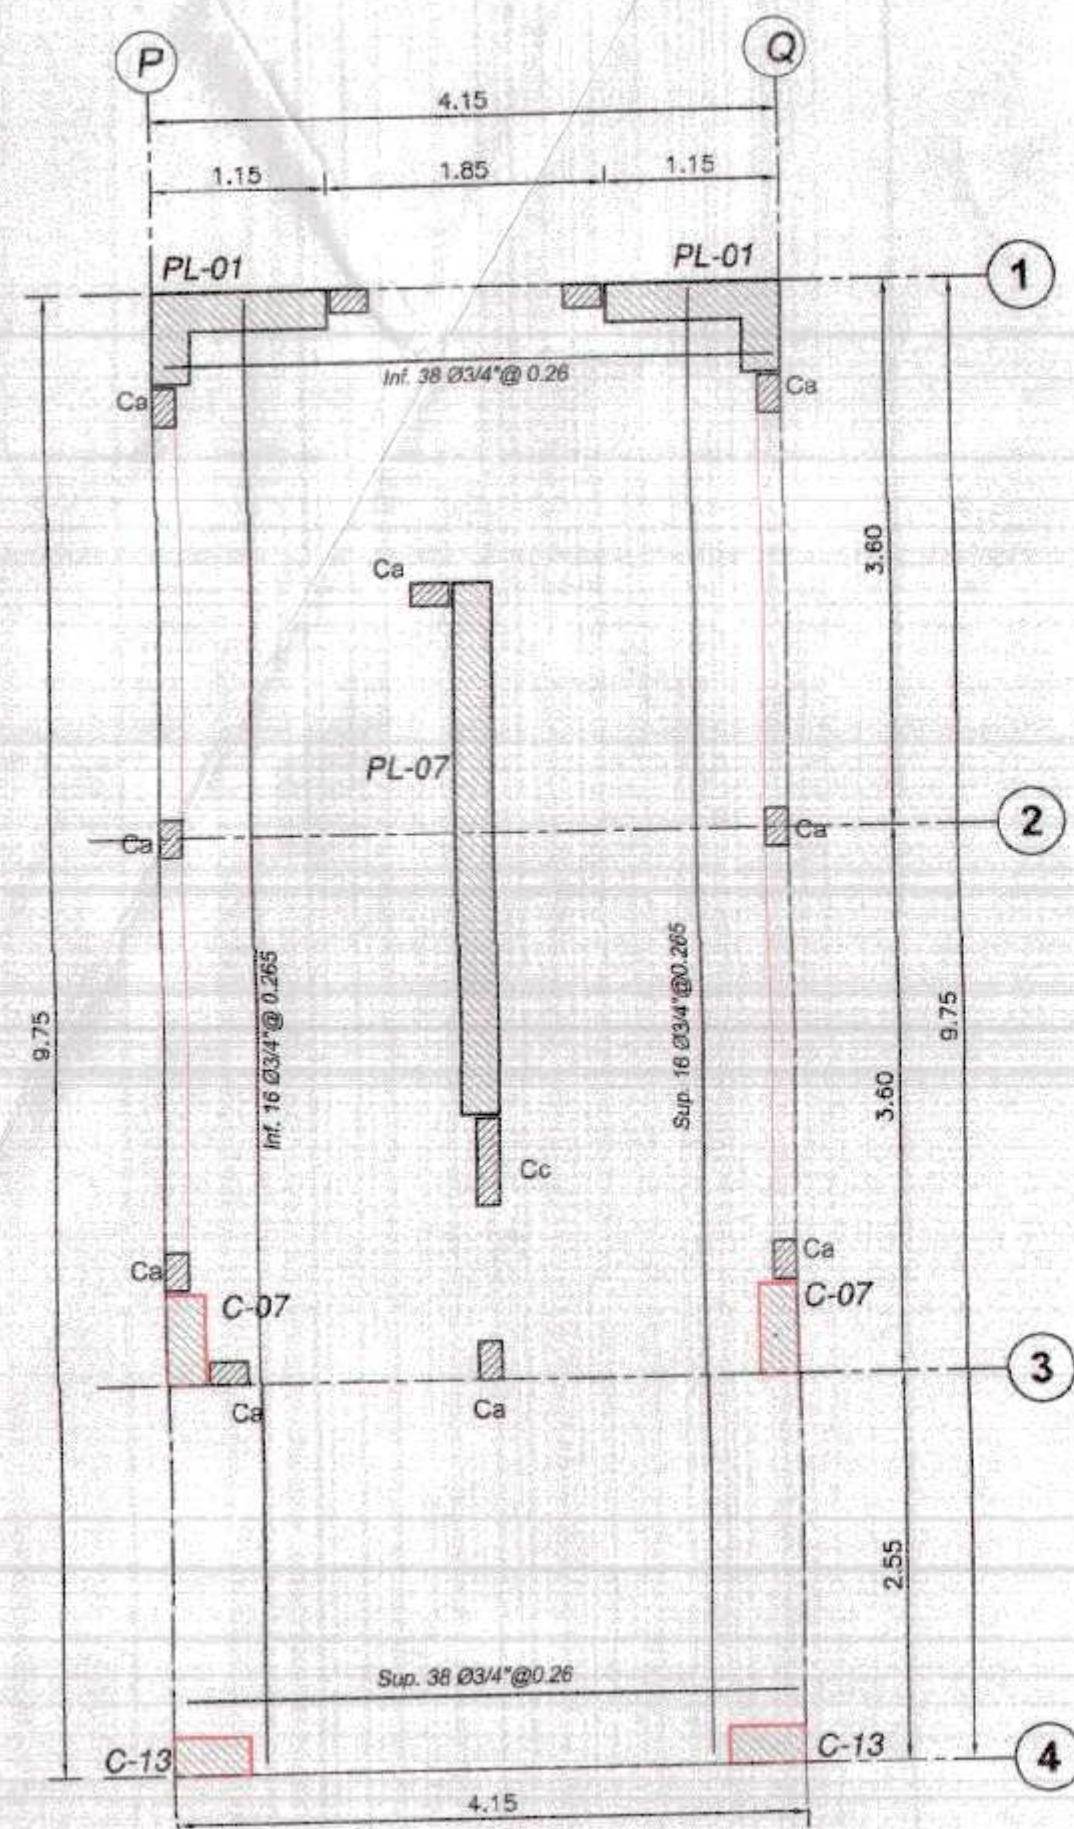 P
Q
4.15
1.15
1.85
1.15
PL-01
PL-01
1
Inf. 38 Ø3/4"@ 0.26
Ca
Ca
3.60
Ca
PL-07
2
Ca
Ca
Inf. 16 Ø3/4"@ 0.265
Sup. 16 Ø3/4"@0.265
9.75
9.75
3.60
Cc
Ca
Ca
C-07
C-07
3
Ca
Ca
2.55
Sup. 38 Ø3/4"@0.26
C-13
C-13
4
4.15